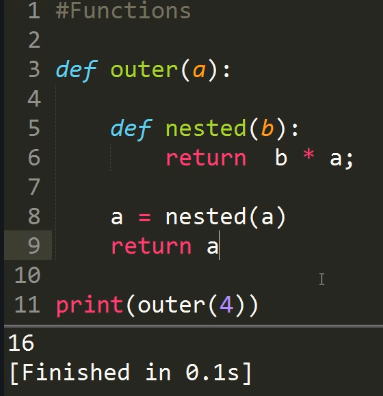 1 #Functions
2
3 def outer(a):
4
5     def nested(b):
6         return  b * a;
7
8     a = nested(a)
9     return a
10
11 print(outer(4))
16
[Finished in 0.1s]